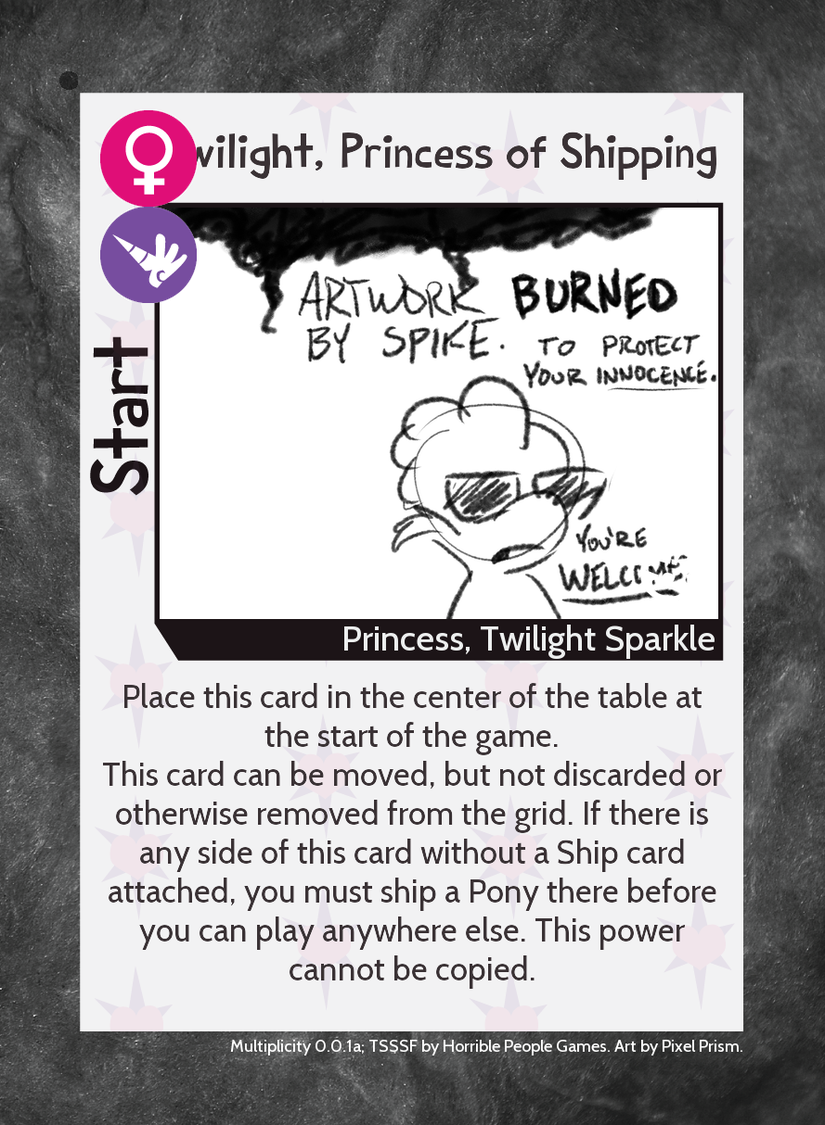 wilight, Princess of Shipping
Start
ARTWORK BURNED
BY SPIKE. TO PROTECT
YOUR INNOCENCE.
YOU'RE
WELCOME
Princess, Twilight Sparkle
Place this card in the center of the table at
the start of the game.
This card can be moved, but not discarded or
otherwise removed from the grid. If there is
any side of this card without a Ship card
attached, you must ship a Pony there before
you can play anywhere else. This power
cannot be copied.
Multiplicity 0.0.1a; TSSSF by Horrible People Games. Art by Pixel Prism.